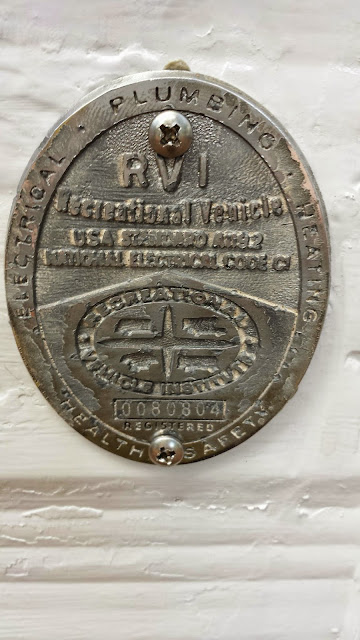 ELECTRICAL · PLUMBING · HEATING
RVI
Recreational Vehicle
USA STANDARD A119.2
NATIONAL ELECTRICAL CODE C1
RECREATIONAL
VEHICLE INSTITUTE
0080804
REGISTERED
HEALTH SAFETY